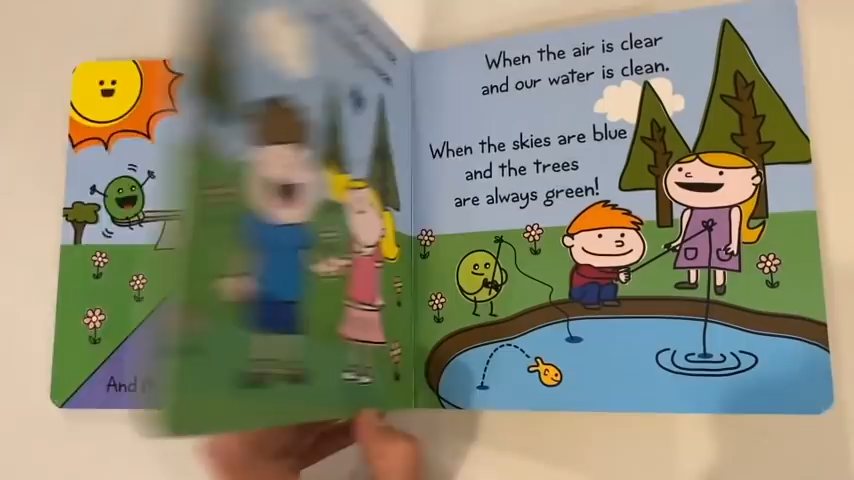 And
When the air is clear
and our water is clean.
When the skies are blue
and the trees
are always green!